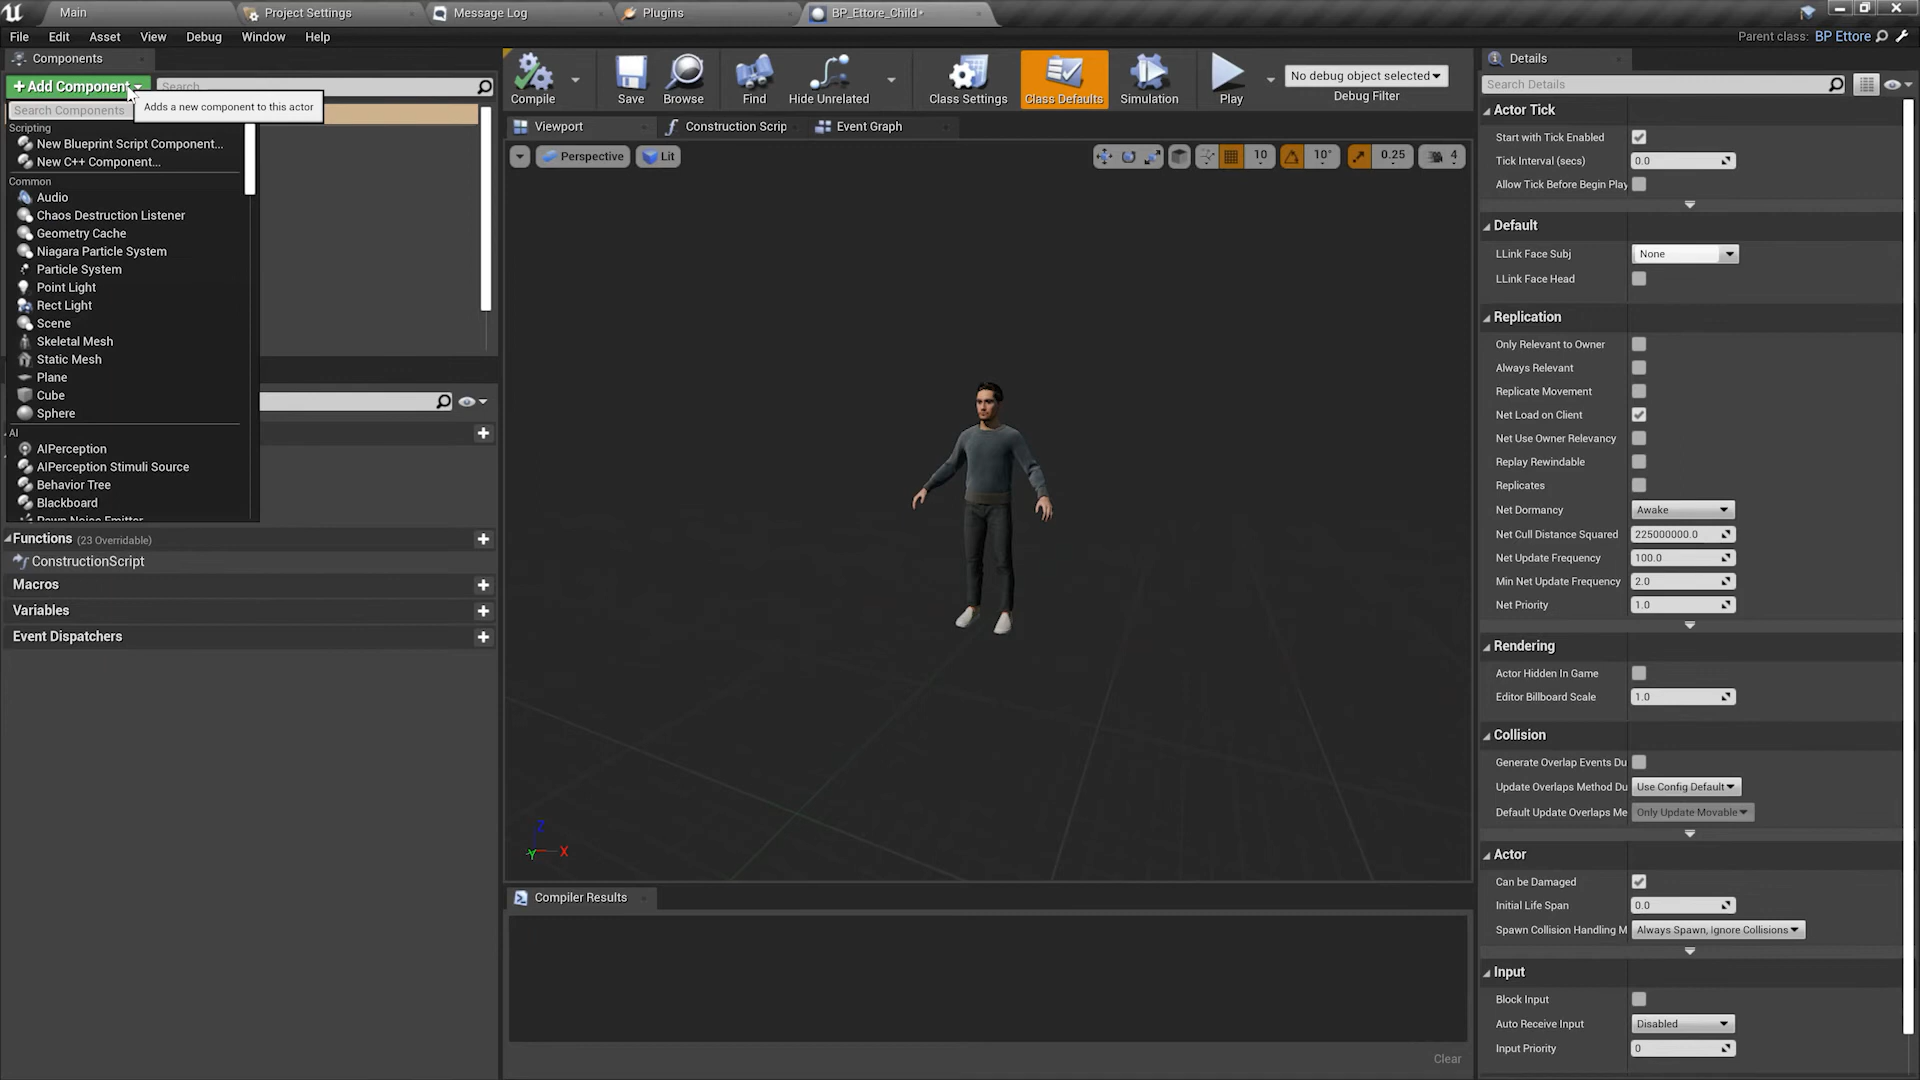 Main
Project Settings
Message Log
Plugins
BP_Ettore_Child*
File
Edit
Asset
View
Debug
Window
Help
Parent class: BP Ettore
Components
+Add Component
Search
Adds a new component to this actor
Search Components
Scripting
New Blueprint Script Component...
New C++ Component...
Common
Audio
Chaos Destruction Listener
Geometry Cache
Niagara Particle System
Particle System
Point Light
Rect Light
Scene
Skeletal Mesh
Static Mesh
Plane
Cube
Sphere
AI
AIPerception
AIPerception Stimuli Source
Behavior Tree
Blackboard
Pawn Noise Emitter
Functions (23 Overridable)
ConstructionScript
Macros
Variables
Event Dispatchers
Compile
Save
Browse
Find
Hide Unrelated
Class Settings
Class Defaults
Simulation
Play
No debug object selected
Debug Filter
Viewport
Construction Scrip
Event Graph
Perspective
Lit
10
10°
0.25
4
Z
Y
X
Compiler Results
Clear
Details
Search Details
Actor Tick
Start with Tick Enabled
Tick Interval (secs) 0.0
Allow Tick Before Begin Play
Default
LLink Face Subj None
LLink Face Head
Replication
Only Relevant to Owner
Always Relevant
Replicate Movement
Net Load on Client
Net Use Owner Relevancy
Replay Rewindable
Replicates
Net Dormancy Awake
Net Cull Distance Squared 225000000.0
Net Update Frequency 100.0
Min Net Update Frequency 2.0
Net Priority 1.0
Rendering
Actor Hidden In Game
Editor Billboard Scale 1.0
Collision
Generate Overlap Events Du
Update Overlaps Method Du Use Config Default
Default Update Overlaps Me Only Update Movable
Actor
Can be Damaged
Initial Life Span 0.0
Spawn Collision Handling M Always Spawn, Ignore Collisions
Input
Block Input
Auto Receive Input Disabled
Input Priority 0